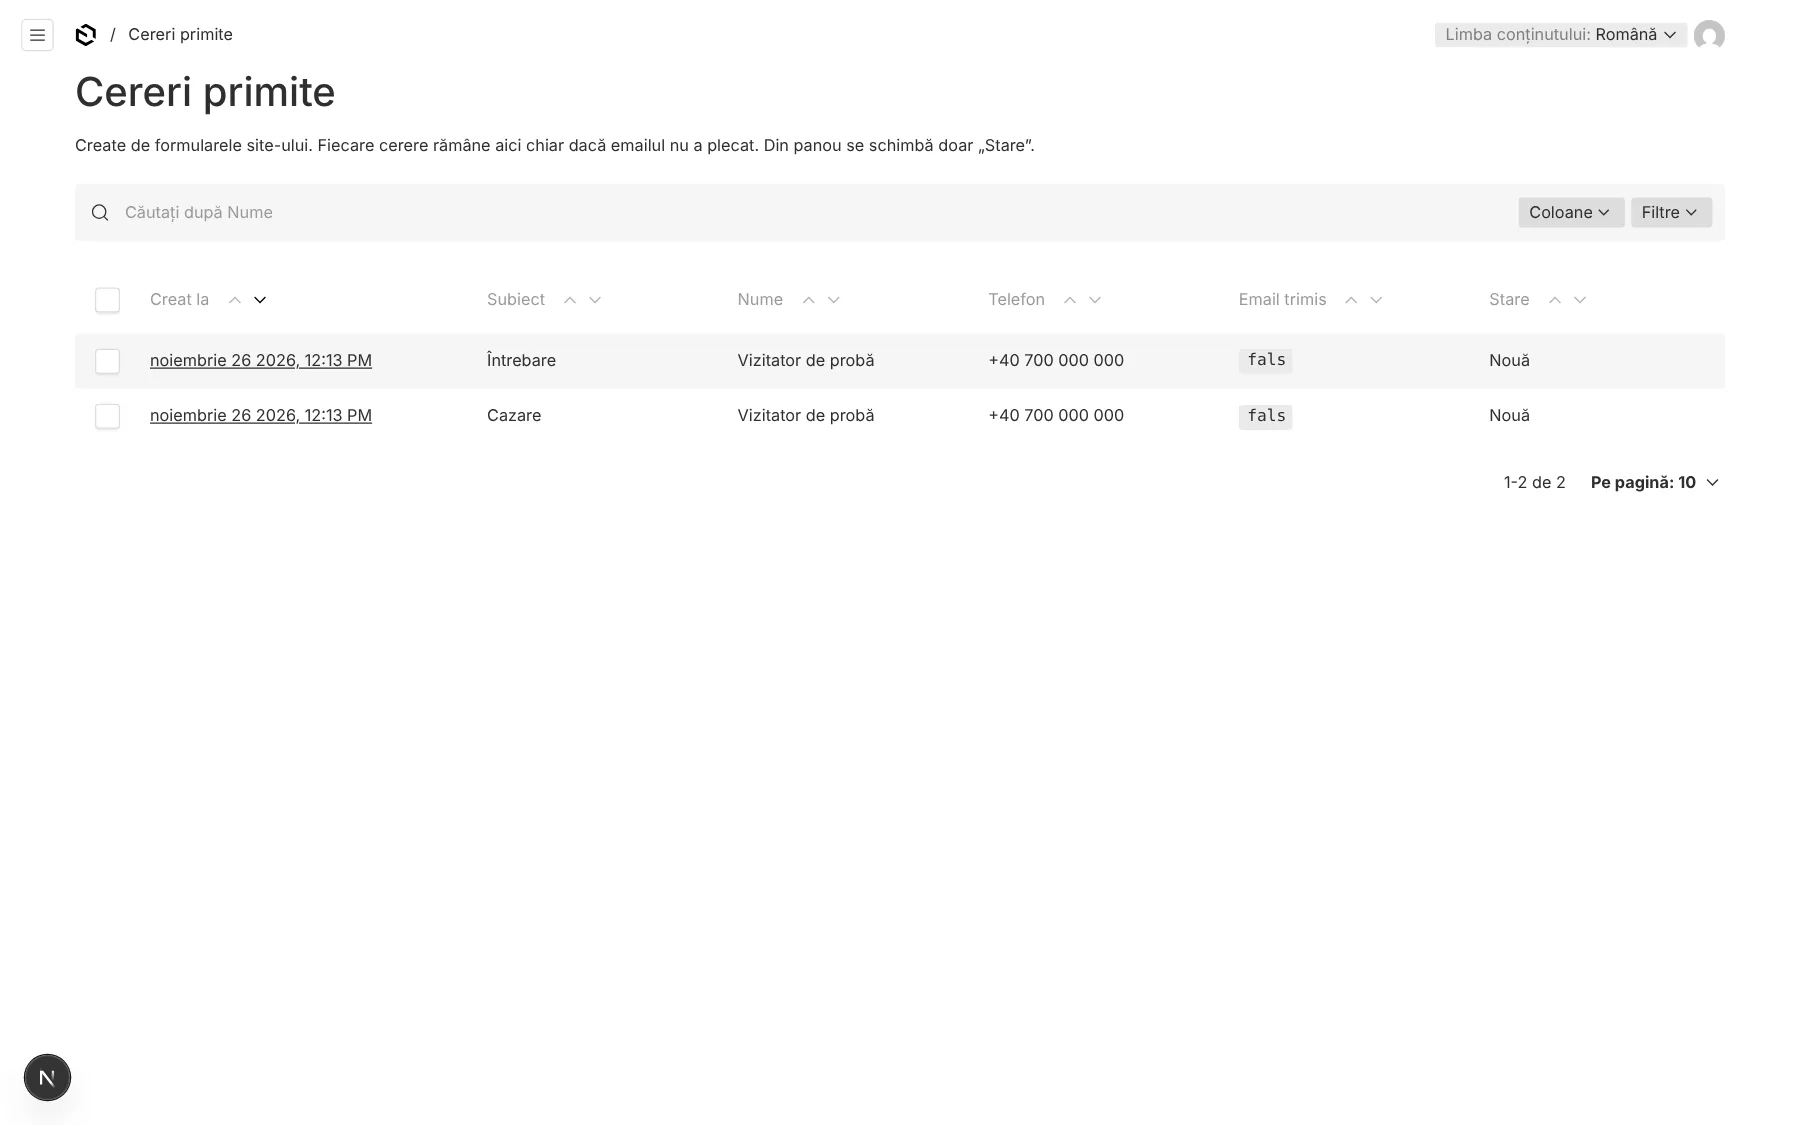 / Cereri primite
Limba conținutului: Română
Cereri primite
Create de formularele site-ului. Fiecare cerere rămâne aici chiar dacă emailul nu a plecat. Din panou se schimbă doar „Stare”.
Căutați după Nume
Coloane
Filtre
Creat la Subiect Nume Telefon Email trimis Stare
noiembrie 26 2026, 12:13 PM Întrebare Vizitator de probă +40 700 000 000 fals Nouă
noiembrie 26 2026, 12:13 PM Cazare Vizitator de probă +40 700 000 000 fals Nouă
1-2 de 2 Pe pagină: 10
N